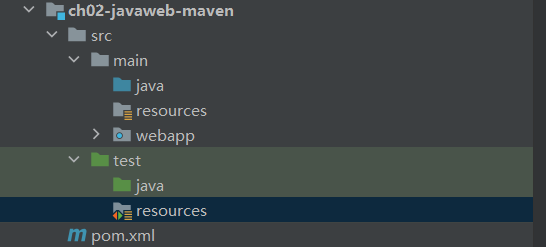 ch02-javaweb-maven
src
main
java
resources
webapp
test
java
resources
pom.xml